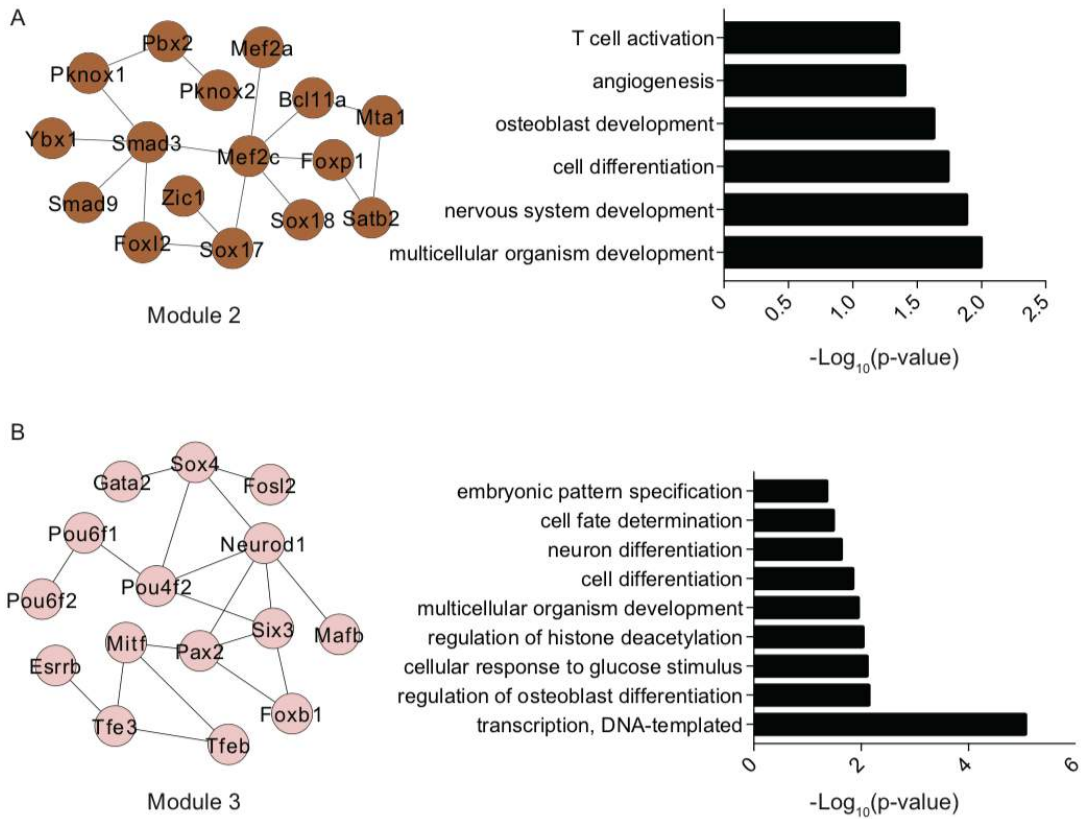 A
Pbx2
Mef2a
Pknox1
Pknox2
Bcl11a
Mta1
Ybx1
Smad3
Mef2c
Foxp1
Smad9
Zic1
Sox18
Satb2
Foxl2
Sox17
Module 2
T cell activation
angiogenesis
osteoblast development
cell differentiation
nervous system development
multicellular organism development
0
0.5
1.0
1.5
2.0
2.5
-Log10(p-value)
B
Sox4
Gata2
Fosl2
Pou6f1
Neurod1
Pou4f2
Pou6f2
Six3
Mafb
Mitf
Pax2
Esrrb
Foxb1
Tfe3
Tfeb
Module 3
embryonic pattern specification
cell fate determination
neuron differentiation
cell differentiation
multicellular organism development
regulation of histone deacetylation
cellular response to glucose stimulus
regulation of osteoblast differentiation
transcription, DNA-templated
0
2
4
6
-Log10(p-value)